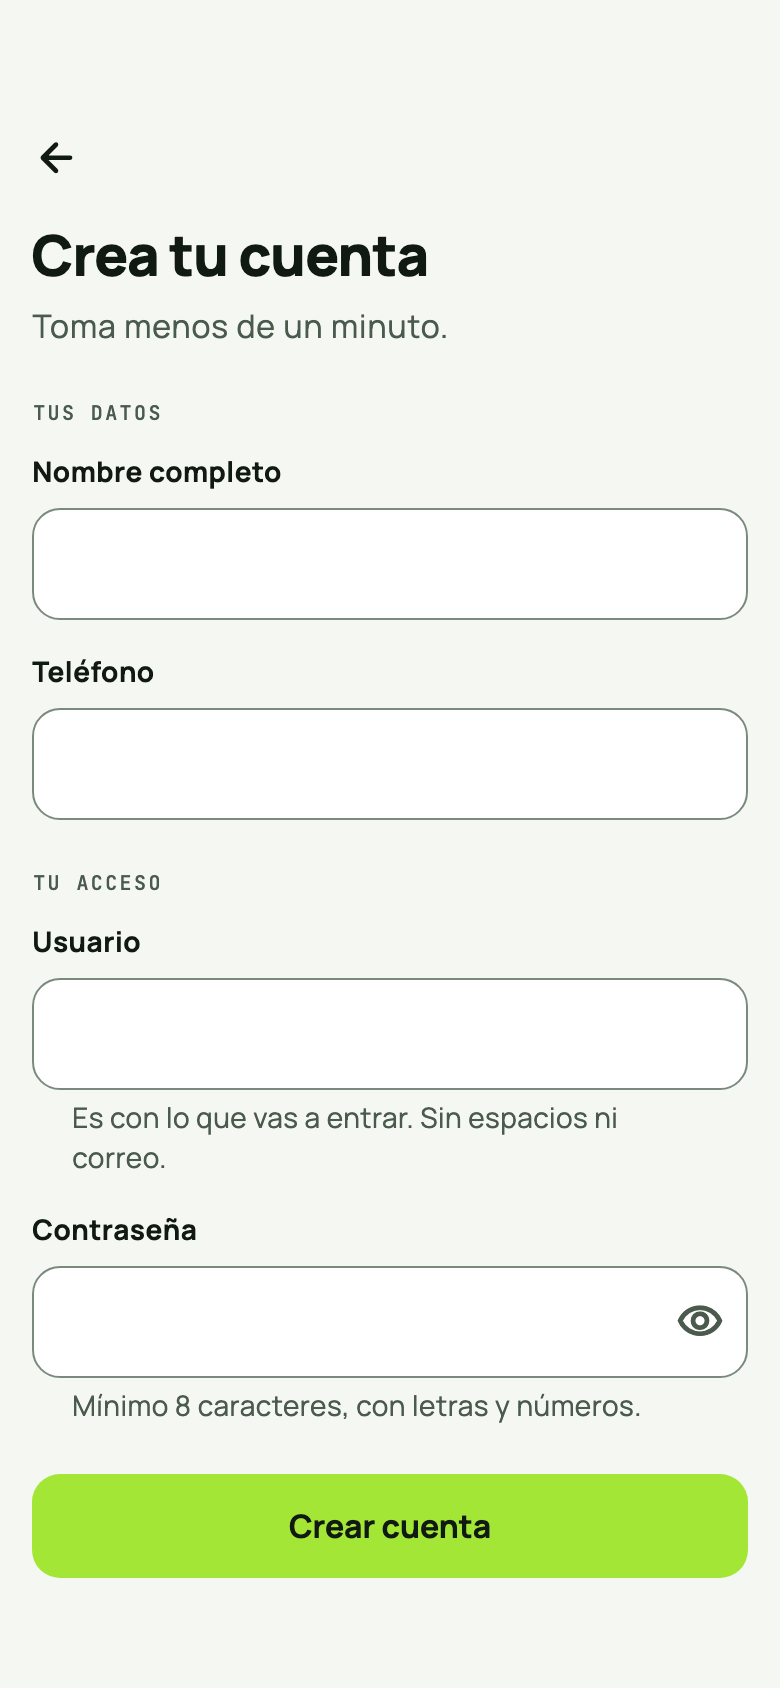 Crea tu cuenta
Toma menos de un minuto.
TUS DATOS
Nombre completo
Teléfono
TU ACCESO
Usuario
Es con lo que vas a entrar. Sin espacios ni
correo.
Contraseña
Mínimo 8 caracteres, con letras y números.
Crear cuenta